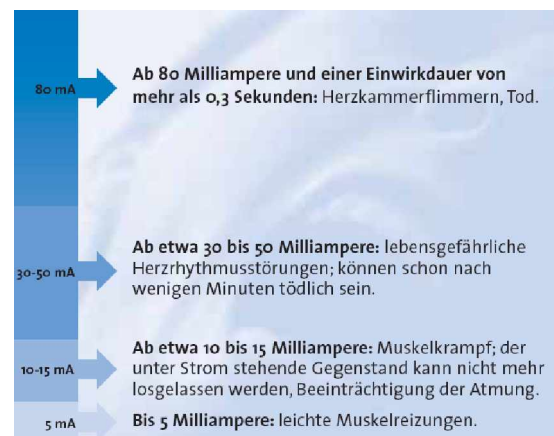 80 mA
Ab 80 Milliampere und einer Einwirkdauer von
mehr als 0,3 Sekunden: Herzkammerflimmern, Tod.
30-50 mA
Ab etwa 30 bis 50 Milliampere: lebensgefährliche
Herzrhythmusstörungen; können schon nach
wenigen Minuten tödlich sein.
10-15 mA
Ab etwa 10 bis 15 Milliampere: Muskelkrampf; der
unter Strom stehende Gegenstand kann nicht mehr
losgelassen werden, Beeinträchtigung der Atmung.
5 mA
Bis 5 Milliampere: leichte Muskelreizungen.